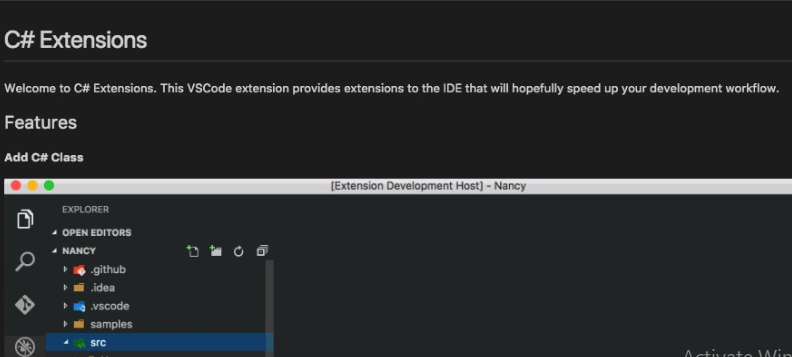 C# Extensions
Welcome to C# Extensions. This VSCode extension provides extensions to the IDE that will hopefully speed up your development workflow.
Features
Add C# Class
[Extension Development Host] - Nancy
EXPLORER
OPEN EDITORS
NANCY
.github
.idea
.vscode
samples
src
Activate Win